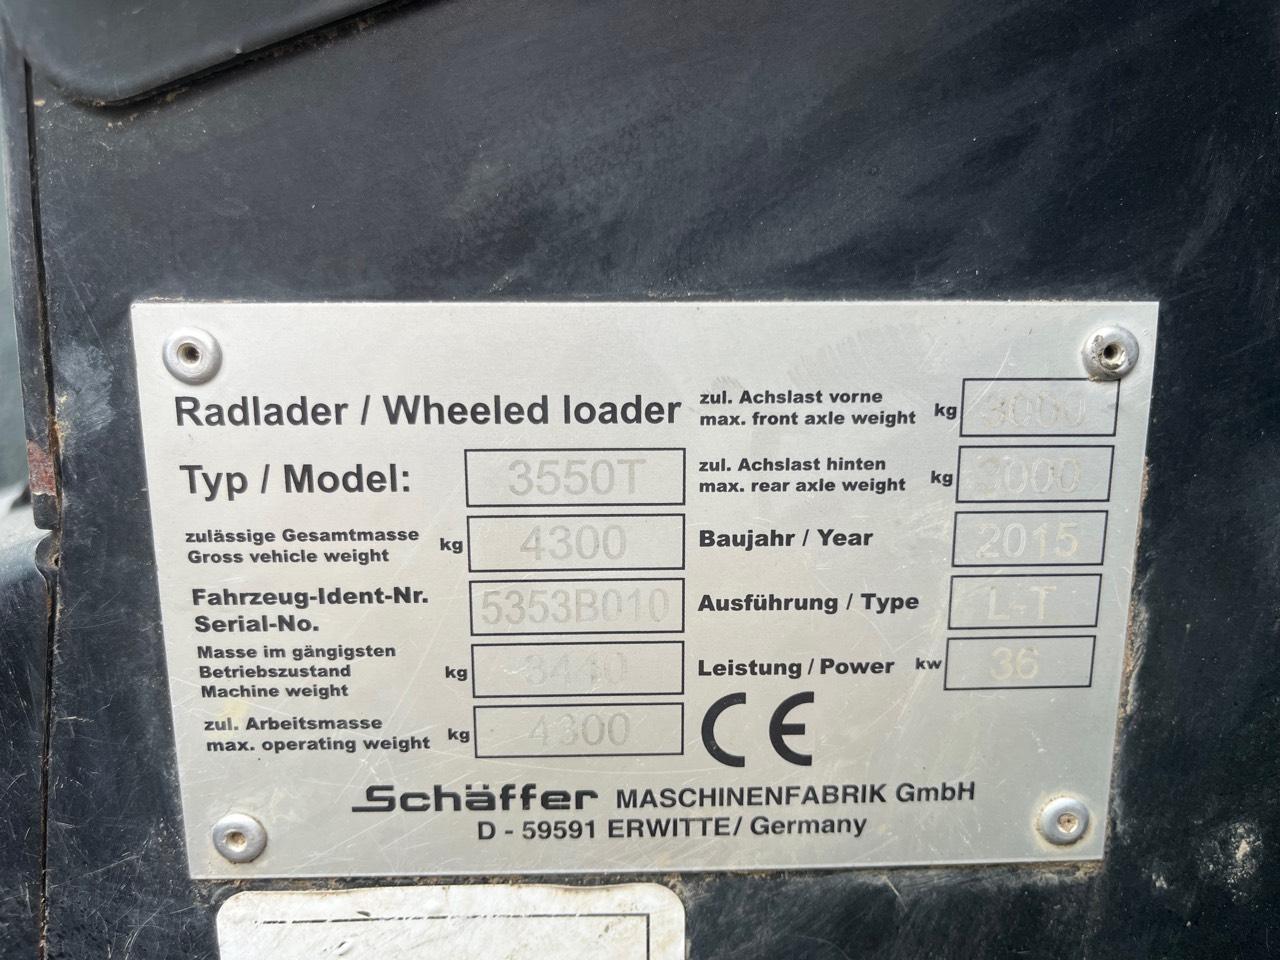 Radlader / Wheeled loader
Typ / Model: 3550T
zulässige Gesamtmasse
Gross vehicle weight kg 4300
Fahrzeug-Ident-Nr.
Serial-No. 5353B010
Masse im gängigsten
Betriebszustand
Machine weight kg 3440
zul. Arbeitsmasse
max. operating weight kg 4300
zul. Achslast vorne
max. front axle weight kg 3000
zul. Achslast hinten
max. rear axle weight kg 3000
Baujahr / Year 2015
Ausführung / Type L-T
Leistung / Power kw 36
CE
Schäffer MASCHINENFABRIK GmbH
D - 59591 ERWITTE/ Germany